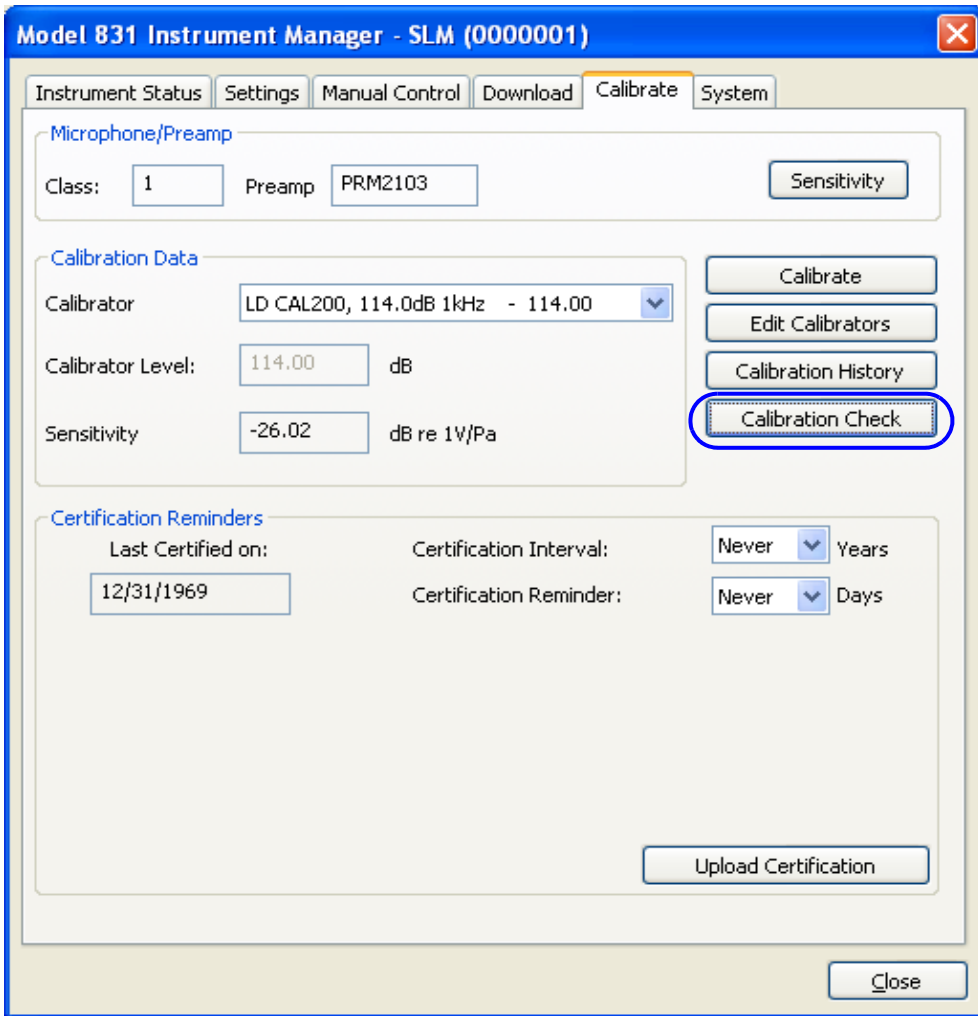 Model 831 Instrument Manager - SLM (0000001)
Instrument Status Settings Manual Control Download Calibrate System
Microphone/Preamp
Class: 1 Preamp PRM2103 Sensitivity
Calibration Data
Calibrator LD CAL200, 114.0dB 1kHz - 114.00
Calibrator Level: 114.00 dB
Sensitivity -26.02 dB re 1V/Pa
Calibrate
Edit Calibrators
Calibration History
Calibration Check
Certification Reminders
Last Certified on:
12/31/1969
Certification Interval: Never Years
Certification Reminder: Never Days
Upload Certification
Close